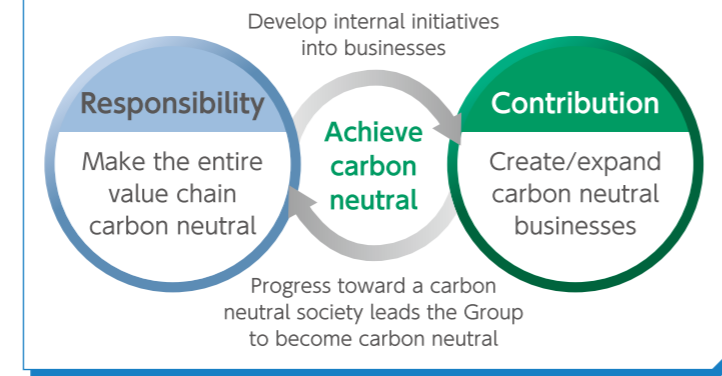 Develop internal initiatives
into businesses
Responsibility
Make the entire
value chain
carbon neutral
Achieve
carbon
neutral
Contribution
Create/expand
carbon neutral
businesses
Progress toward a carbon
neutral society leads the Group
to become carbon neutral